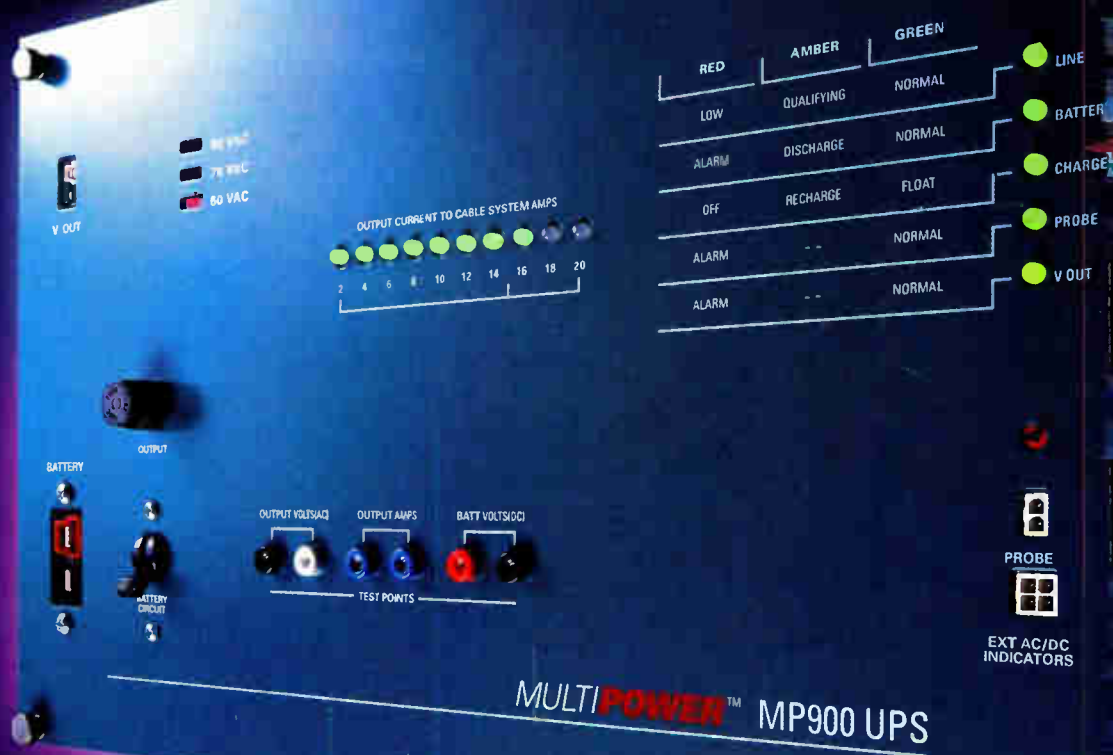 RED AMBER GREEN
LOW QUALIFYING NORMAL LINE
ALARM DISCHARGE NORMAL BATTER
OFF RECHARGE FLOAT CHARGE
ALARM -- NORMAL PROBE
ALARM -- NORMAL V OUT
V OUT
60 VAC
OUTPUT CURRENT TO CABLE SYSTEM AMPS
2 4 6 8 10 12 14 16 18 20
OUTPUT
BATTERY
BATTERY
CIRCUIT
OUTPUT VOLTS(AC) OUTPUT AMPS BATT VOLTS(DC)
TEST POINTS
PROBE
EXT AC/DC
INDICATORS
MULTIPOWER™ MP900 UPS